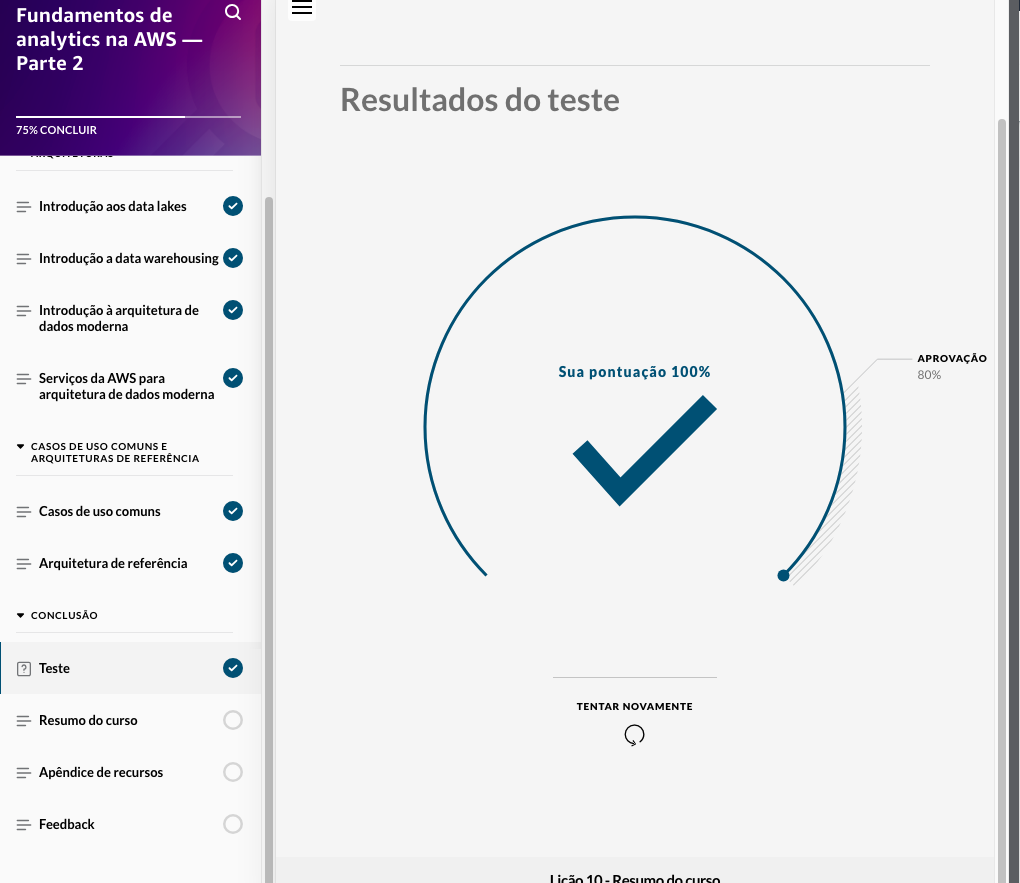 Fundamentos de
analytics na AWS —
Parte 2
75% CONCLUIR
Introdução aos data lakes
Introdução a data warehousing
Introdução à arquitetura de
dados moderna
Serviços da AWS para
arquitetura de dados moderna
CASOS DE USO COMUNS E
ARQUITETURAS DE REFERÊNCIA
Casos de uso comuns
Arquitetura de referência
CONCLUSÃO
Teste
Resumo do curso
Apêndice de recursos
Feedback
Resultados do teste
Sua pontuação 100%
APROVAÇÃO
80%
TENTAR NOVAMENTE
Lição 10 - Resumo do curso